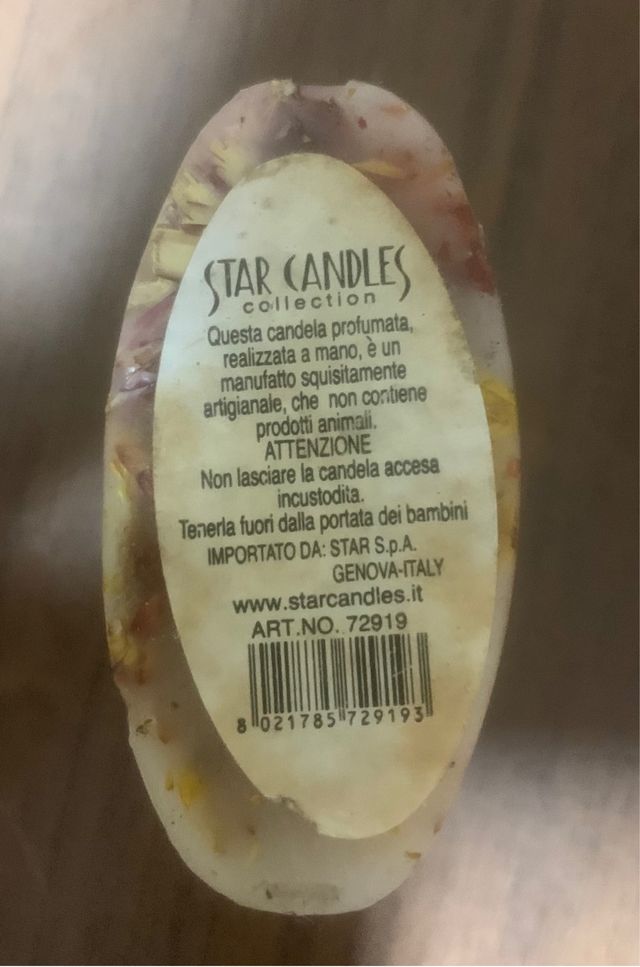 STAR CANDLES
collection
Questa candela profumata,
realizzata a mano, è un
manufatto squisitamente
artigianale, che non contiene
prodotti animali.
ATTENZIONE
Non lasciare la candela accesa
incustodita.
Tenerla fuori dalla portata dei bambini
IMPORTATO DA: STAR S.p.A.
GENOVA-ITALY
www.starcandles.it
ART.NO. 72919
8 021785 729193